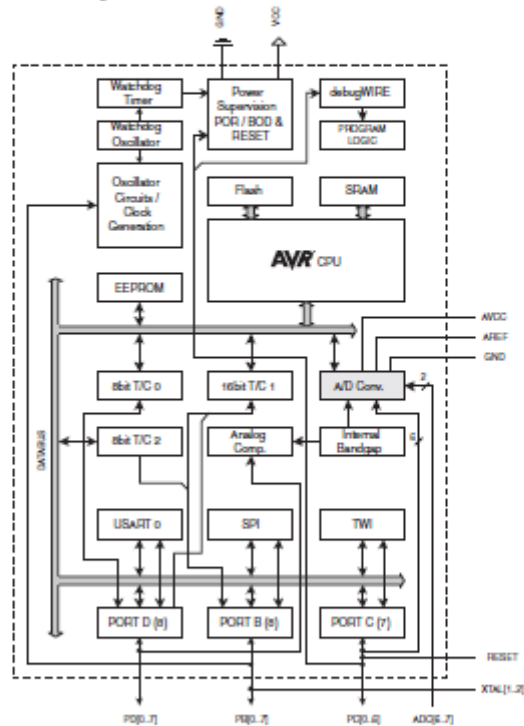 GND
VCC
Watchdog
Timer
Power
Supervision
POR / BOD &
RESET
debugWIRE
Watchdog
Oscillator
PROGRAM
LOGIC
Oscillator
Circuits /
Clock
Generation
Flash
SRAM
AVR CPU
EEPROM
AVCC
AREF
GND
8bit T/C 0
16bit T/C 1
A/D Conv.
2
DATABUS
8bit T/C 2
Analog
Comp.
Internal
Bandgap
6
USART 0
SPI
TWI
PORT D (8)
PORT B (8)
PORT C (7)
RESET
XTAL[1..2]
PD[0..7]
PB[0..7]
PC[0..6]
ADC[6..7]